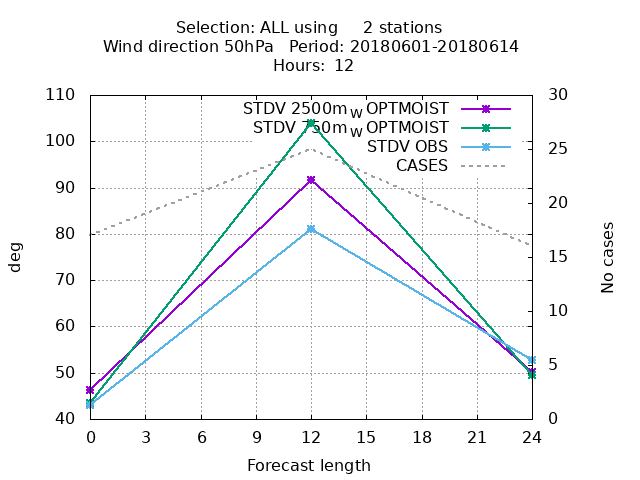 Selection: ALL using 2 stations
Wind direction 50hPa Period: 20180601-20180614
Hours: 12
110 30
STDV 2500m_W OPTMOIST
STDV 750m_W OPTMOIST
100 25
STDV OBS
CASES
90 20
80
70 15
60 10
50 5
40 0
deg
No cases
0 3 6 9 12 15 18 21 24
Forecast length